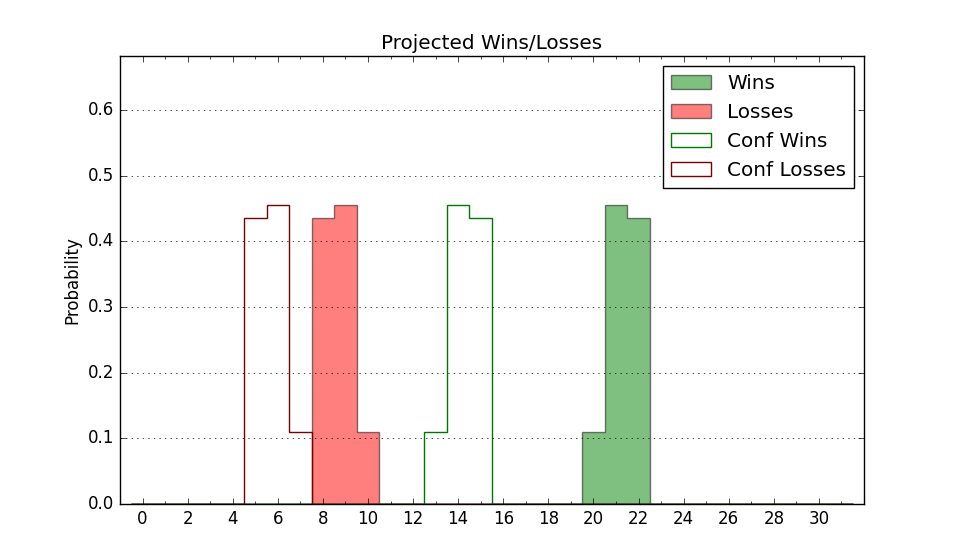 Projected Wins/Losses
Wins
Losses
Conf Wins
Conf Losses
Probability
0.6
0.5
0.4
0.3
0.2
0.1
0.0
0 2 4 6 8 10 12 14 16 18 20 22 24 26 28 30